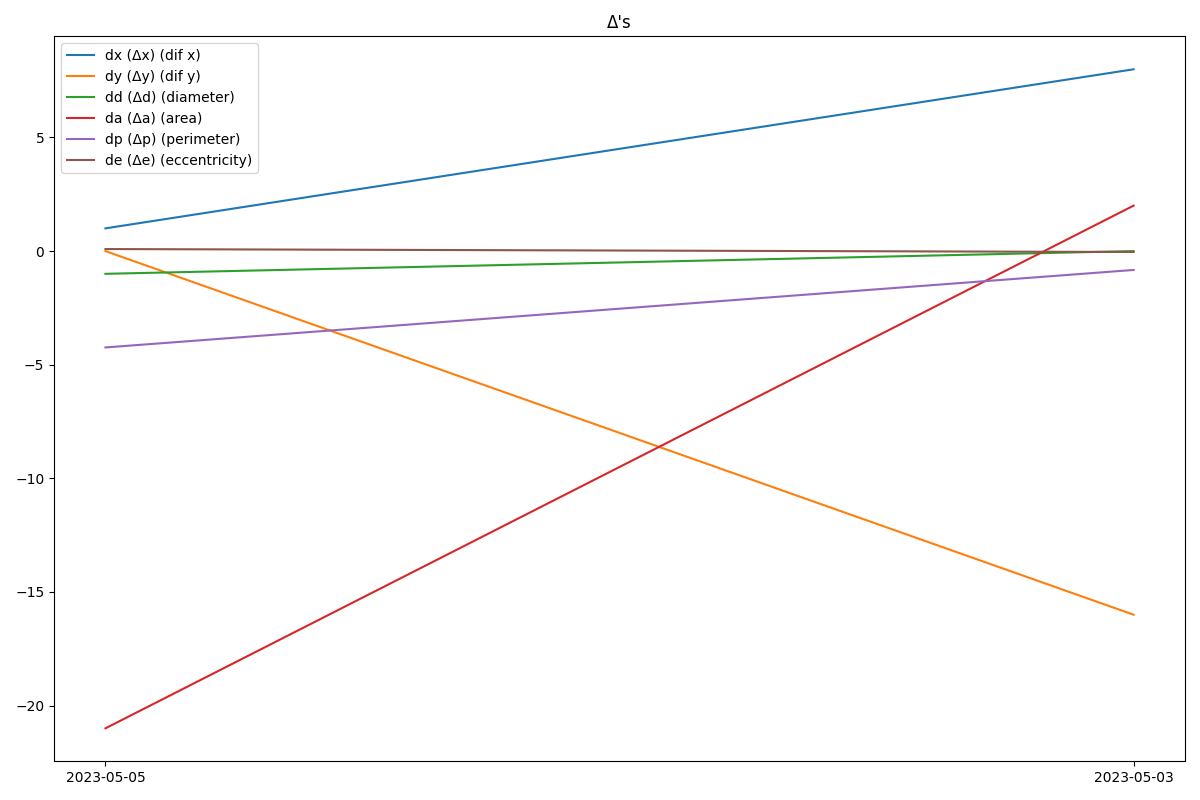 Δ's
dx (Δx) (dif x)
dy (Δy) (dif y)
dd (Δd) (diameter)
da (Δa) (area)
dp (Δp) (perimeter)
de (Δe) (eccentricity)
5
0
−5
−10
−15
−20
2023-05-05
2023-05-03